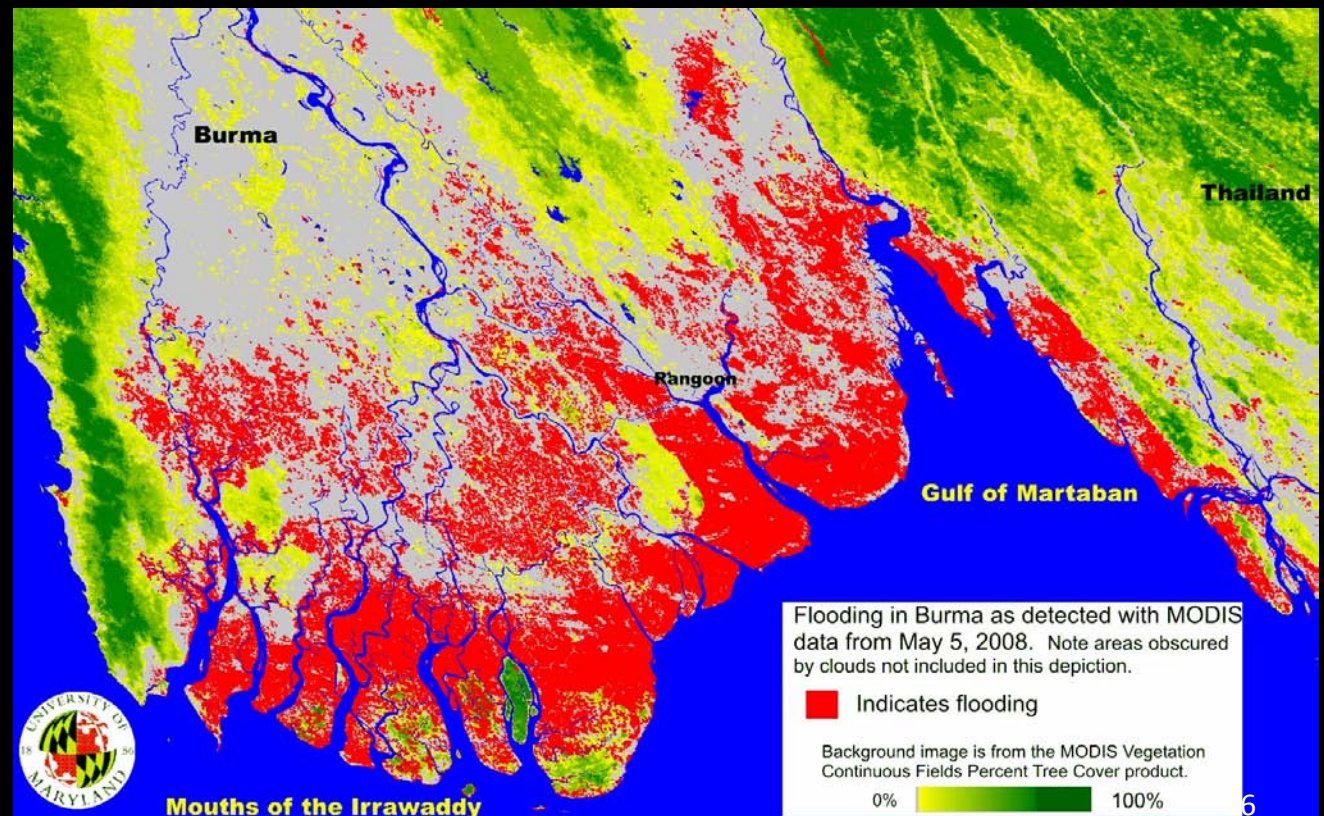 Burma
Thailand
Rangoon
Gulf of Martaban
Flooding in Burma as detected with MODIS
data from May 5, 2008. Note areas obscured
by clouds not included in this depiction.
Indicates flooding
Background image is from the MODIS Vegetation
Continuous Fields Percent Tree Cover product.
0% 100%
6
UNIVERSITY OF
18 56
MARYLAND
Mouths of the Irrawaddy